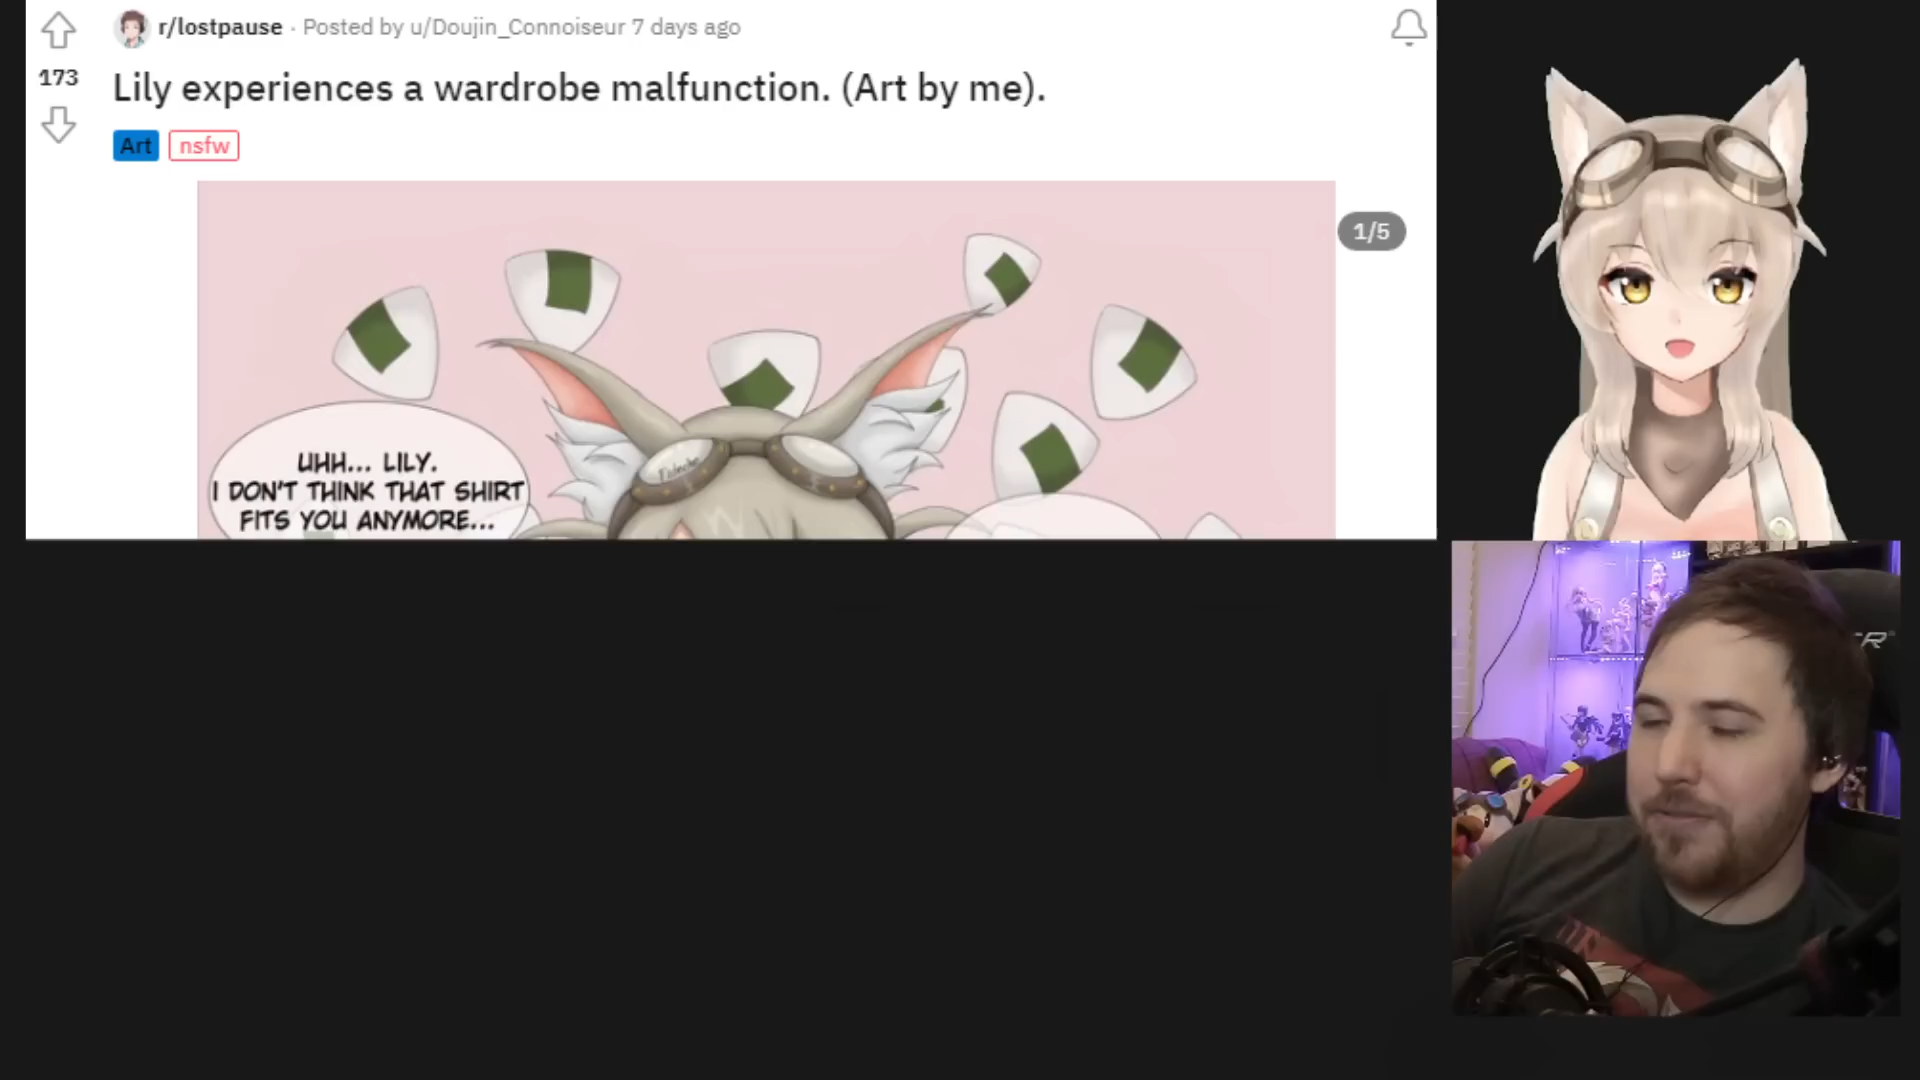 r/lostpause · Posted by u/Doujin_Connoiseur 7 days ago
173
Lily experiences a wardrobe malfunction. (Art by me).
Art nsfw
1/5
UHH... LILY.
I DON'T THINK THAT SHIRT
FITS YOU ANYMORE...